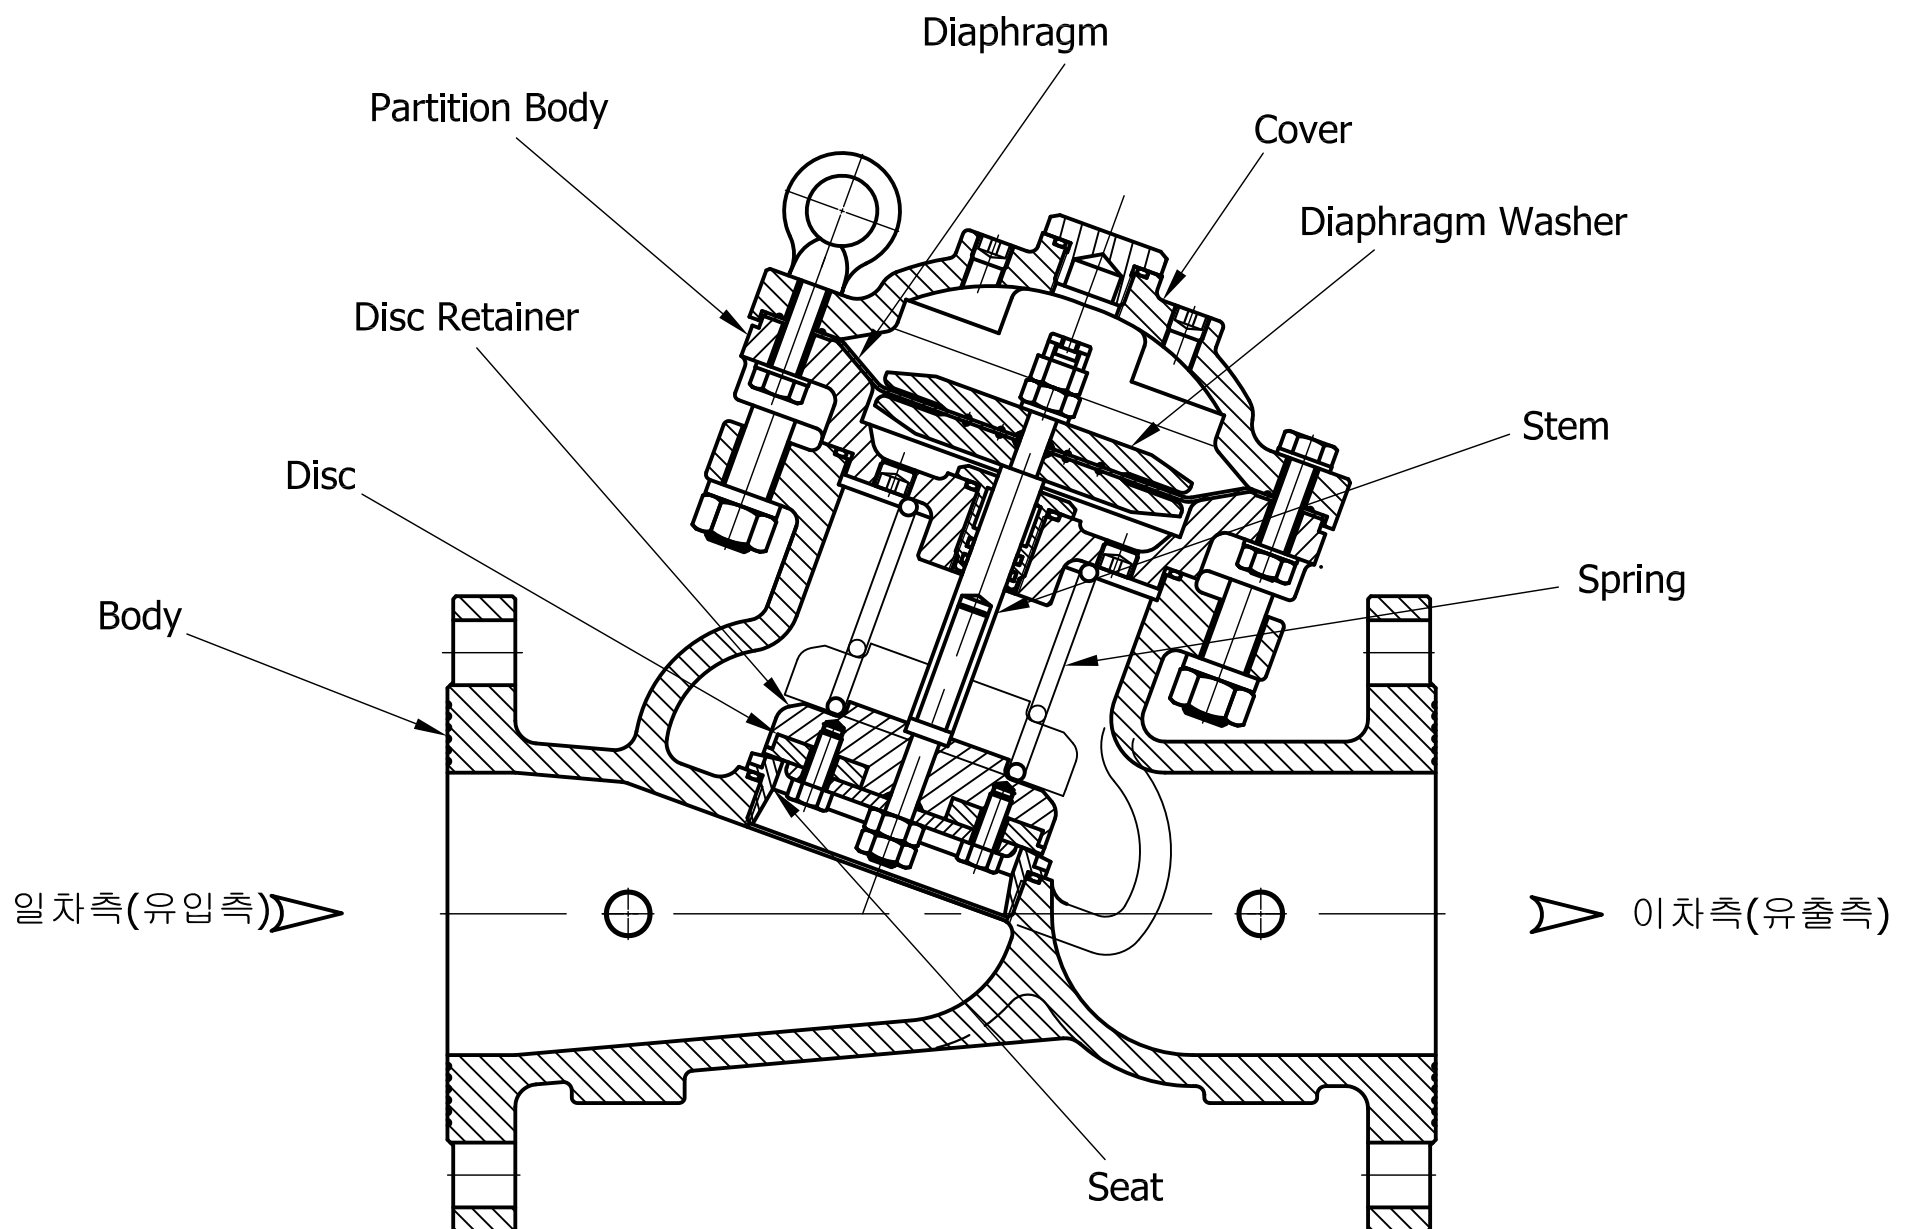 Diaphragm
Partition Body
Cover
Diaphragm Washer
Disc Retainer
Stem
Disc
Spring
Body
일차측(유입측)
이차측(유출측)
Seat